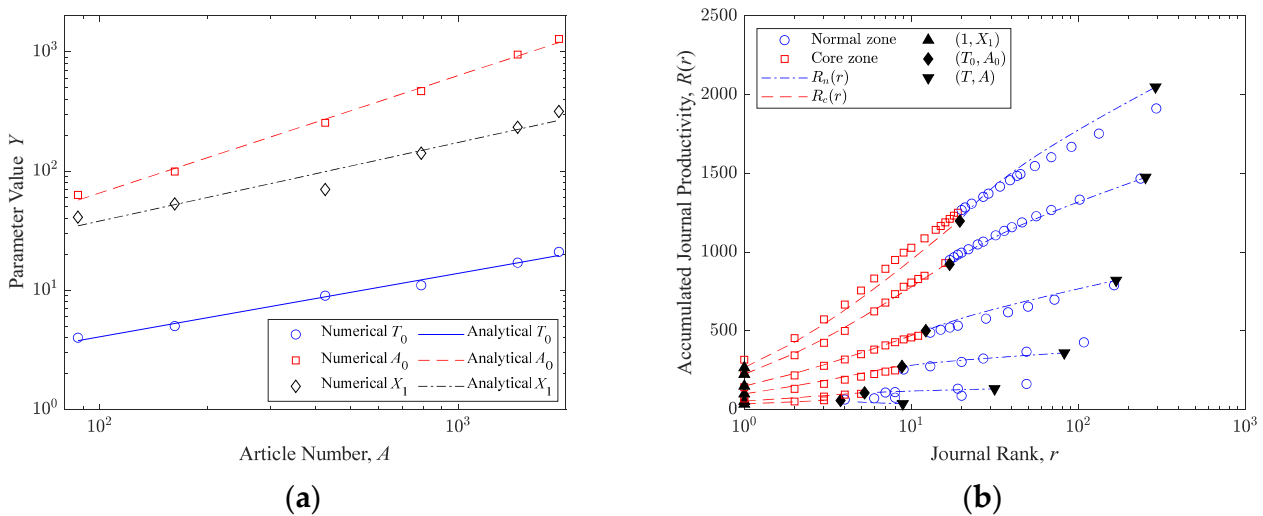 10³
10²
10¹
10⁰
Parameter Value Y
Numerical T₀
Analytical T₀
Numerical A₀
Analytical A₀
Numerical X₁
Analytical X₁
10²
10³
Article Number, A
(a)
2500
2000
1500
1000
500
0
Accumulated Journal Productivity, R(r)
Normal zone
(1, X₁)
Core zone
(T₀, A₀)
Rₙ(r)
(T, A)
R꜀(r)
10⁰
10¹
10²
10³
Journal Rank, r
(b)